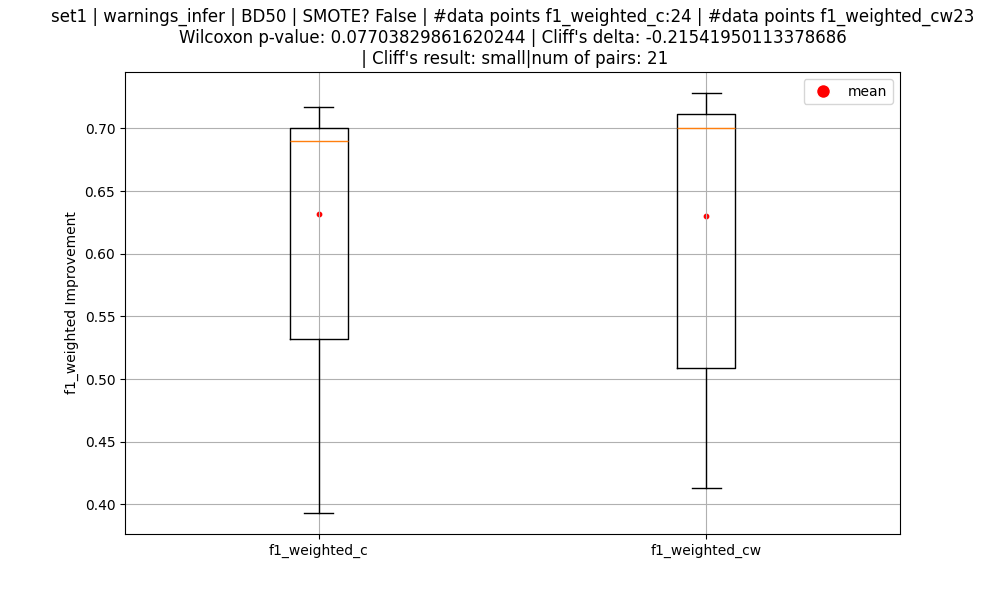 set1 | warnings_infer | BD50 | SMOTE? False | #data points f1_weighted_c:24 | #data points f1_weighted_cw23
Wilcoxon p-value: 0.07703829861620244 | Cliff's delta: -0.21541950113378686
| Cliff's result: small|num of pairs: 21
mean
0.70
0.65
0.60
0.55
0.50
0.45
0.40
f1_weighted Improvement
f1_weighted_c
f1_weighted_cw